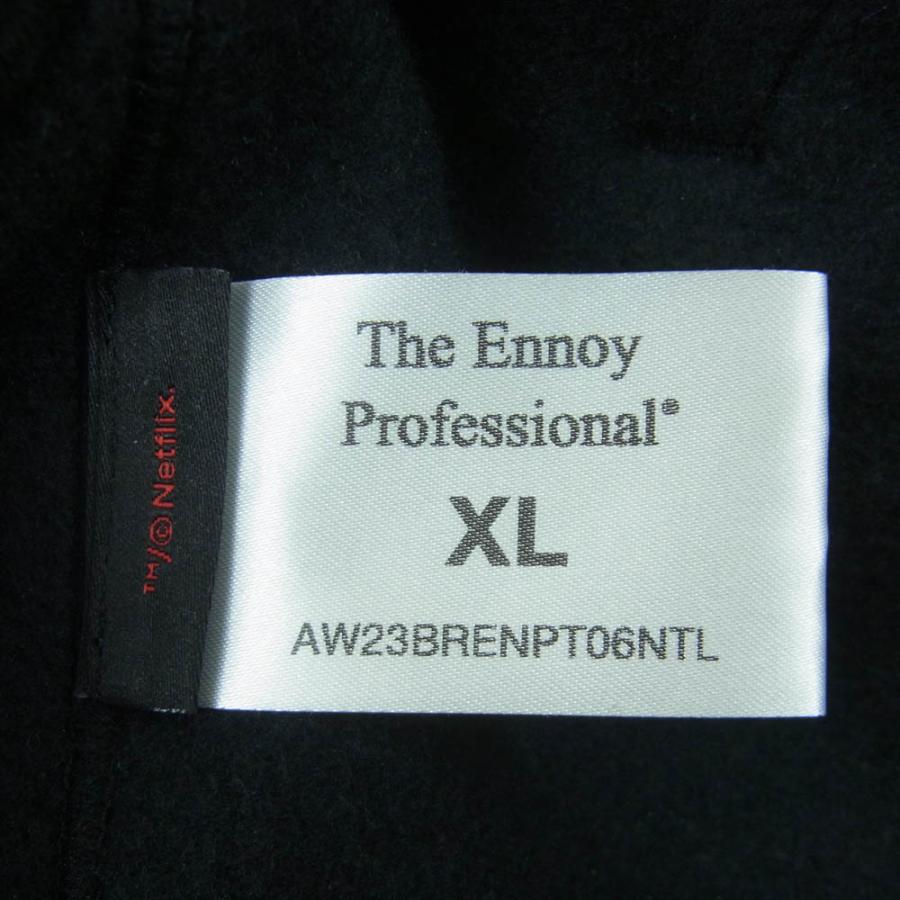 ™/©Netflix.
The Ennoy
Professional®
XL
AW23BRENPT06NTL